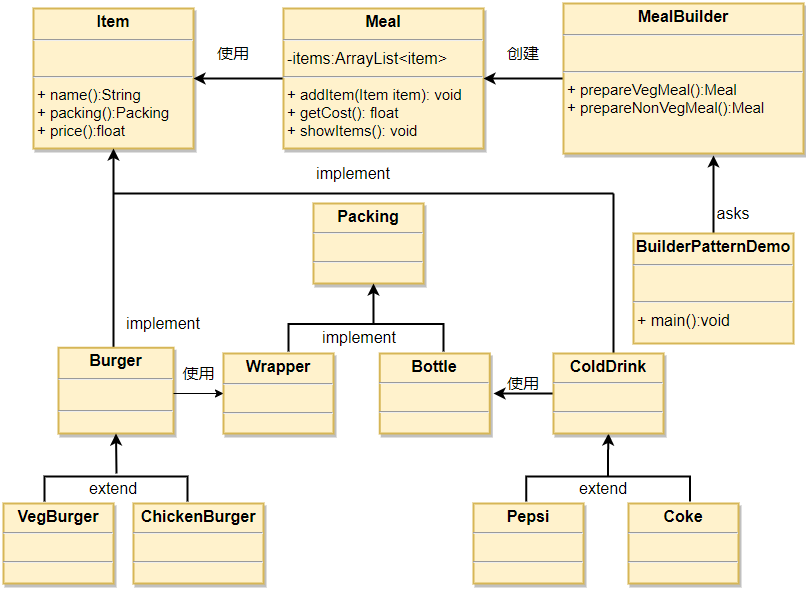 Item
+ name():String
+ packing():Packing
+ price():float
使用
Meal
-items:ArrayList<item>
+ addItem(Item item): void
+ getCost(): float
+ showItems(): void
创建
MealBuilder
+ prepareVegMeal():Meal
+ prepareNonVegMeal():Meal
implement
asks
Packing
BuilderPatternDemo
+ main():void
implement
implement
Burger
使用
Wrapper
Bottle
使用
ColdDrink
extend
extend
VegBurger
ChickenBurger
Pepsi
Coke